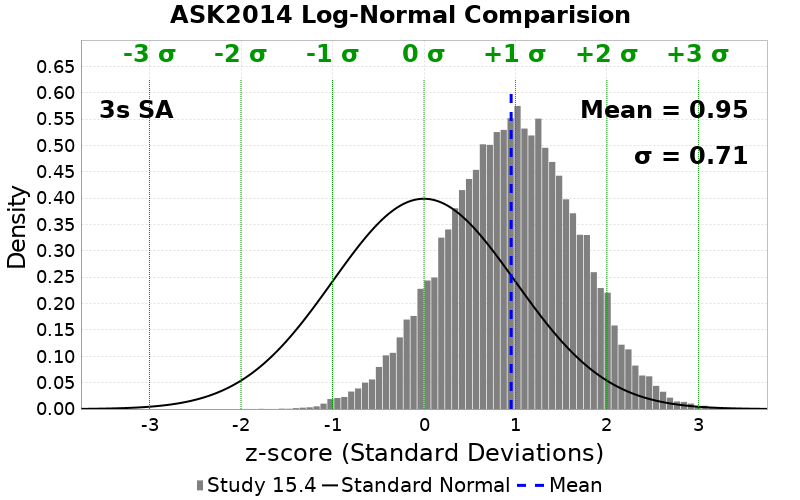 ASK2014 Log-Normal Comparision
-3 σ -2 σ -1 σ 0 σ +1 σ +2 σ +3 σ
3s SA
Mean = 0.95
σ = 0.71
Density
0.65
0.60
0.55
0.50
0.45
0.40
0.35
0.30
0.25
0.20
0.15
0.10
0.05
0.00
-3 -2 -1 0 1 2 3
z-score (Standard Deviations)
Study 15.4 Standard Normal Mean